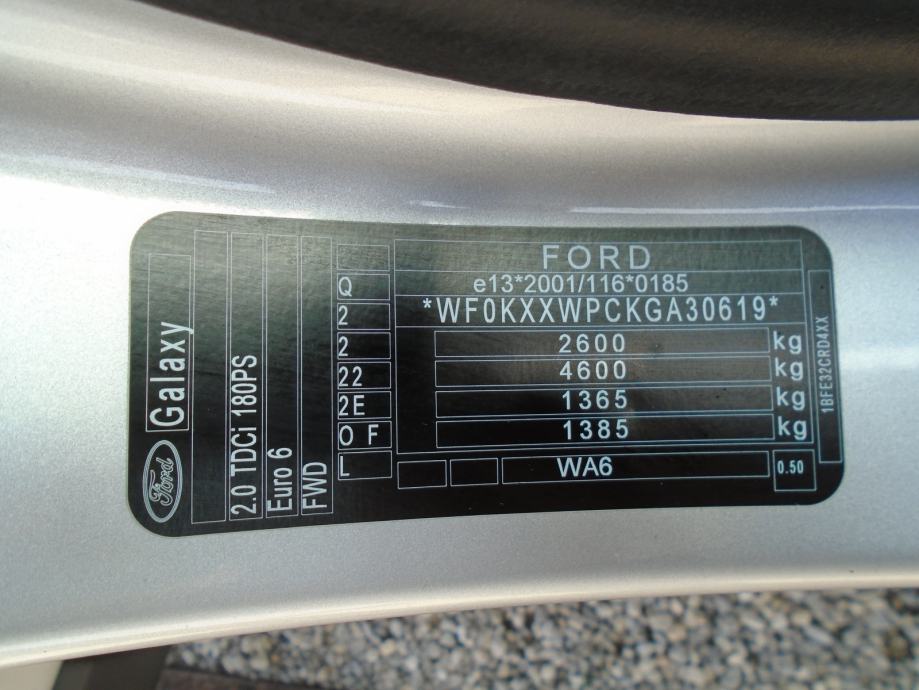 Ford
Galaxy
2.0 TDCi 180PS
Euro 6
FWD
Q
2
2
22
2E
O F
L
FORD
e13*2001/116*0185
*WF0KXXWPCKGA30619*
2600 kg
4600 kg
1365 kg
1385 kg
WA6
0.50
1BFE32CRD4XX